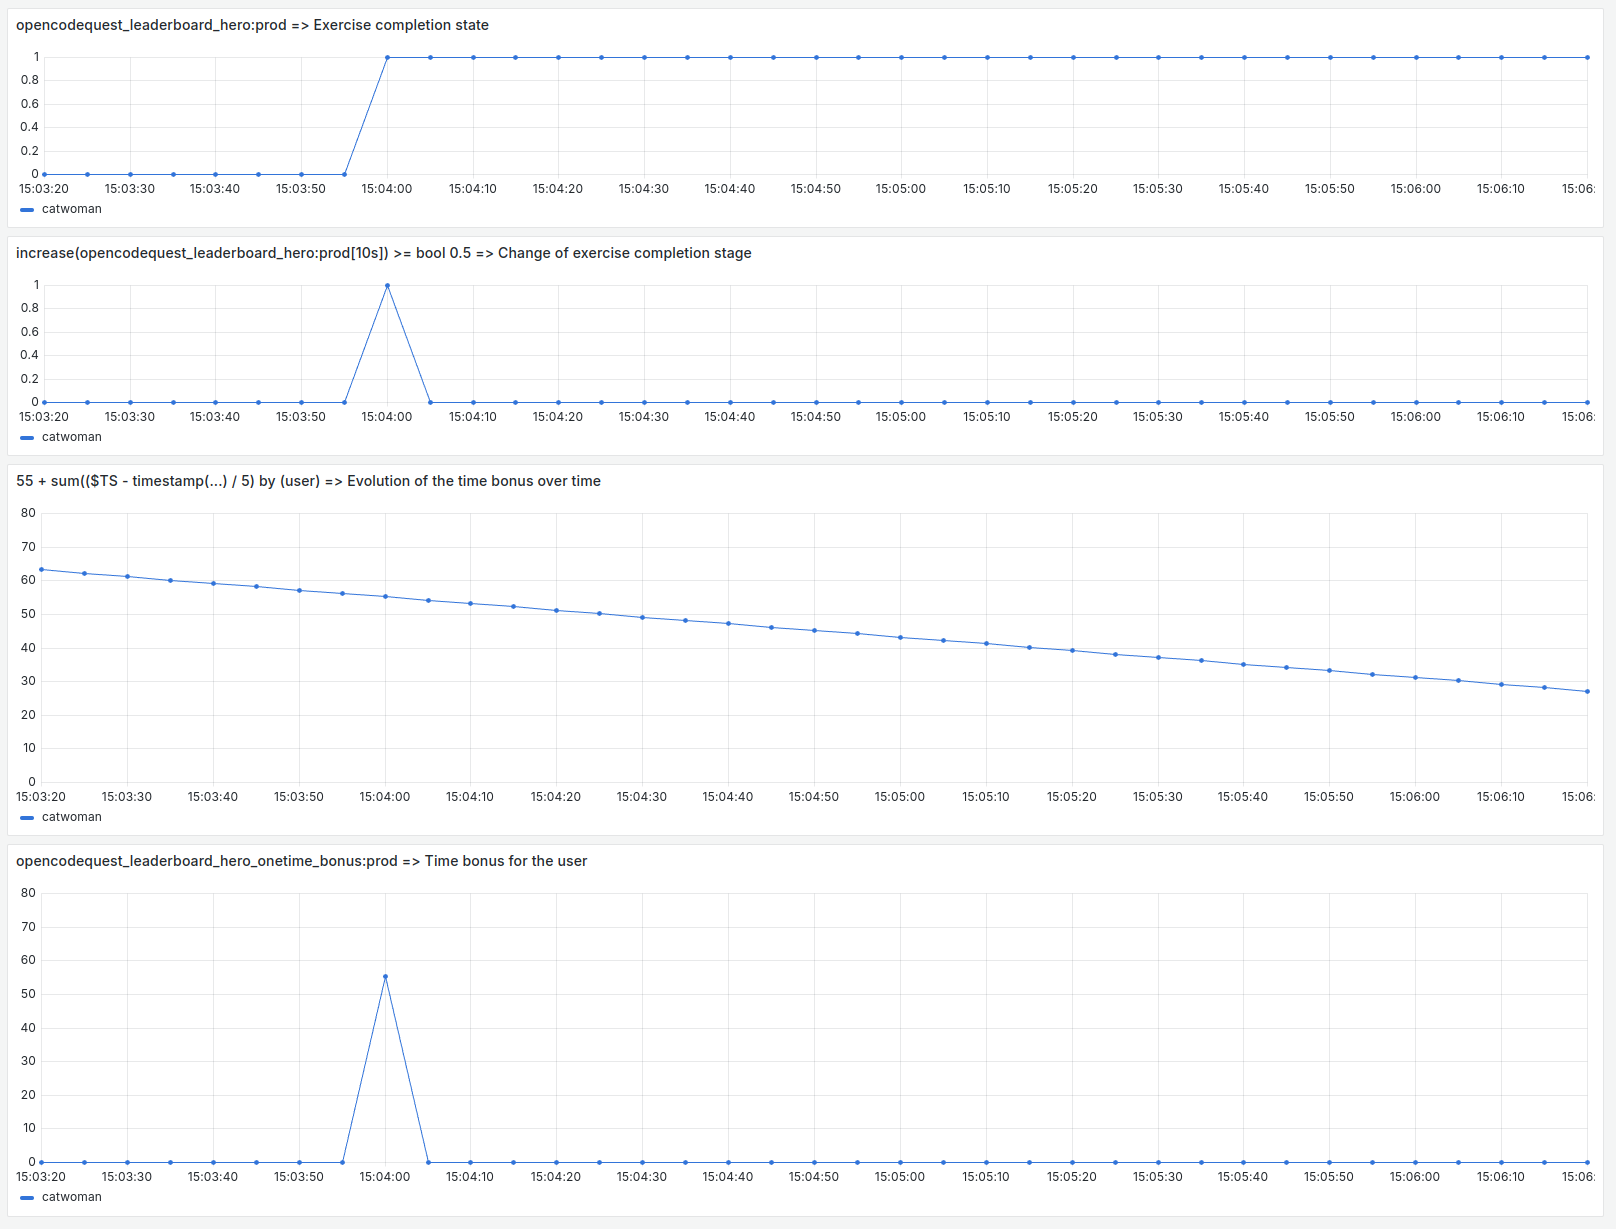 opencodequest_leaderboard_hero:prod => Exercise completion state
1
0.8
0.6
0.4
0.2
0
15:03:20 15:03:30 15:03:40 15:03:50 15:04:00 15:04:10 15:04:20 15:04:30 15:04:40 15:04:50 15:05:00 15:05:10 15:05:20 15:05:30 15:05:40 15:05:50 15:06:00 15:06:10 15:06:
catwoman
increase(opencodequest_leaderboard_hero:prod[10s]) >= bool 0.5 => Change of exercise completion stage
1
0.8
0.6
0.4
0.2
0
15:03:20 15:03:30 15:03:40 15:03:50 15:04:00 15:04:10 15:04:20 15:04:30 15:04:40 15:04:50 15:05:00 15:05:10 15:05:20 15:05:30 15:05:40 15:05:50 15:06:00 15:06:10 15:06:
catwoman
55 + sum(($TS - timestamp(...) / 5) by (user) => Evolution of the time bonus over time
80
70
60
50
40
30
20
10
0
15:03:20 15:03:30 15:03:40 15:03:50 15:04:00 15:04:10 15:04:20 15:04:30 15:04:40 15:04:50 15:05:00 15:05:10 15:05:20 15:05:30 15:05:40 15:05:50 15:06:00 15:06:10 15:06:
catwoman
opencodequest_leaderboard_hero_onetime_bonus:prod => Time bonus for the user
80
70
60
50
40
30
20
10
0
15:03:20 15:03:30 15:03:40 15:03:50 15:04:00 15:04:10 15:04:20 15:04:30 15:04:40 15:04:50 15:05:00 15:05:10 15:05:20 15:05:30 15:05:40 15:05:50 15:06:00 15:06:10 15:06:
catwoman